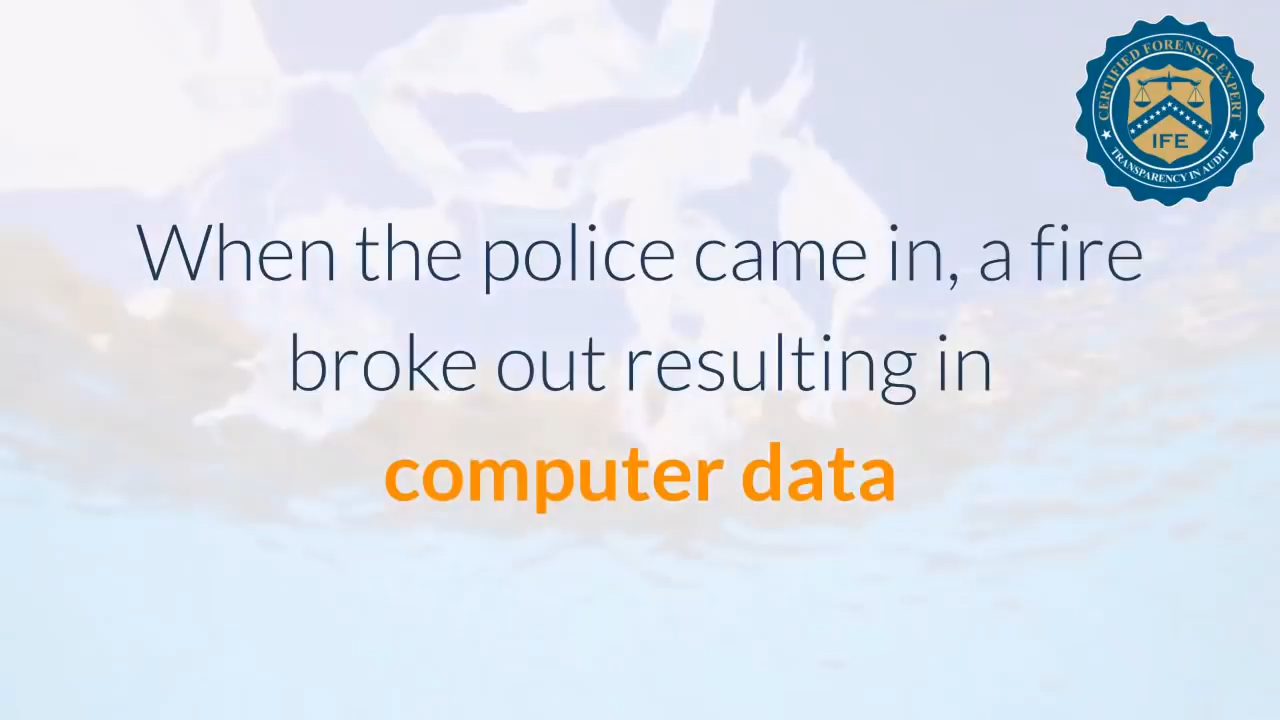 CERTIFIED FORENSIC EXPERT
IFE
TRANSPARENCY IN AUDIT
When the police came in, a fire
broke out resulting in
computer data